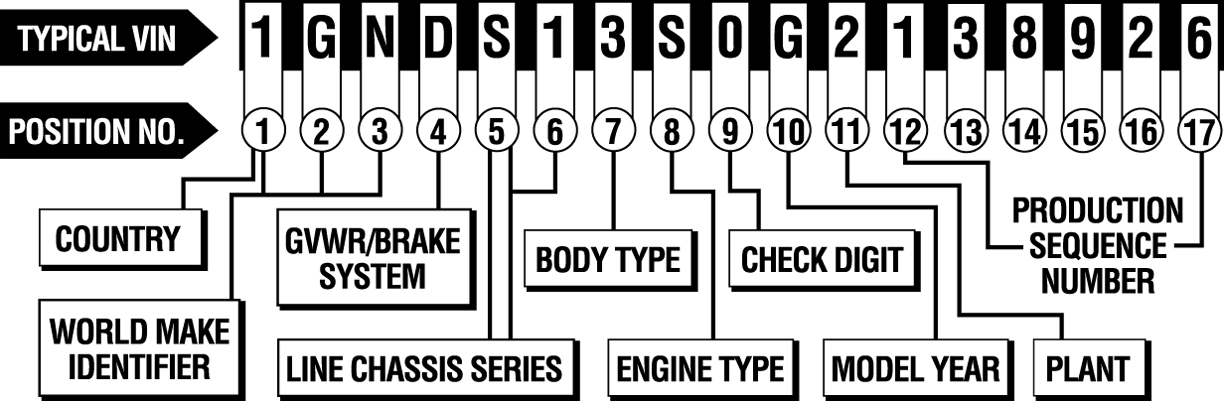 TYPICAL VIN 1 G N D S 1 3 S 0 G 2 1 3 8 9 2 6
POSITION NO. 1 2 3 4 5 6 7 8 9 10 11 12 13 14 15 16 17
COUNTRY
WORLD MAKE
IDENTIFIER
GVWR/BRAKE
SYSTEM
LINE CHASSIS SERIES
BODY TYPE
ENGINE TYPE
CHECK DIGIT
MODEL YEAR
PLANT
PRODUCTION
SEQUENCE
NUMBER